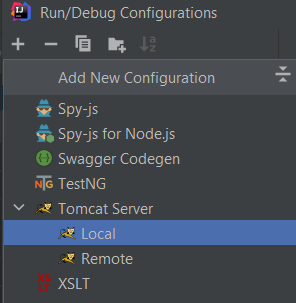 Run/Debug Configurations
Add New Configuration
Spy-js
Spy-js for Node.js
Swagger Codegen
TestNG
Tomcat Server
Local
Remote
XSLT